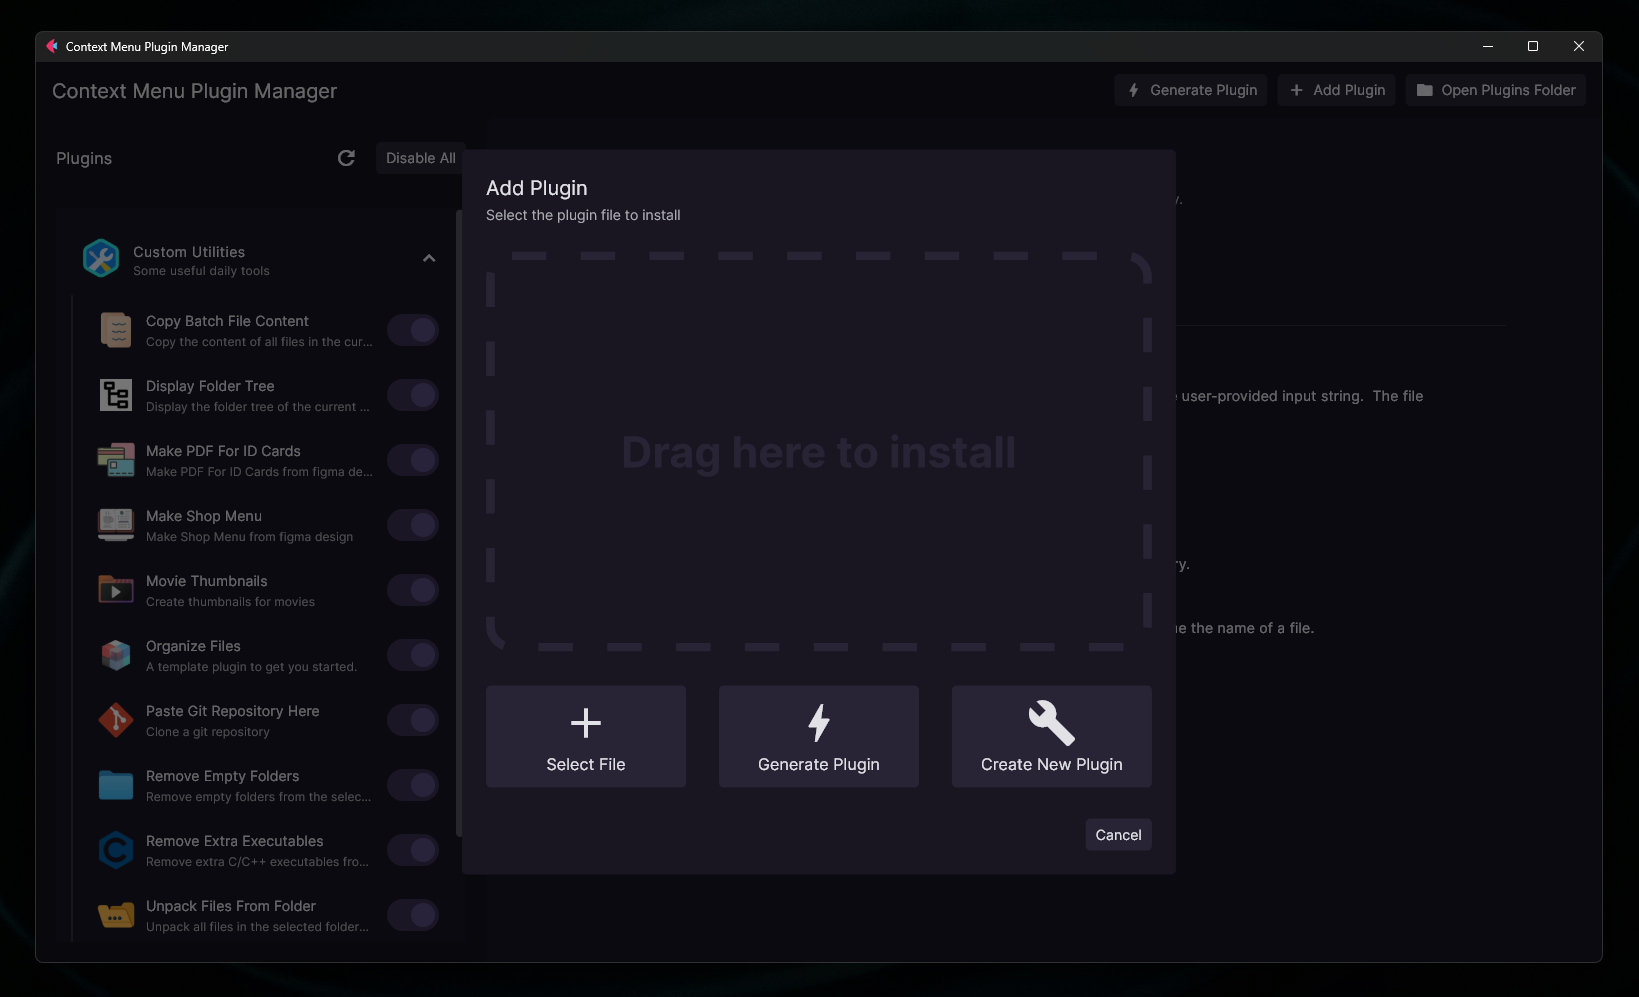 Context Menu Plugin Manager
Context Menu Plugin Manager
Generate Plugin
Add Plugin
Open Plugins Folder
Plugins
Disable All
Custom Utilities
Some useful daily tools
Copy Batch File Content
Copy the content of all files in the cur...
Display Folder Tree
Display the folder tree of the current ...
Make PDF For ID Cards
Make PDF For ID Cards from figma de...
Make Shop Menu
Make Shop Menu from figma design
Movie Thumbnails
Create thumbnails for movies
Organize Files
A template plugin to get you started.
Paste Git Repository Here
Clone a git repository
Remove Empty Folders
Remove empty folders from the selec...
Remove Extra Executables
Remove extra C/C++ executables fro...
Unpack Files From Folder
Unpack all files in the selected folder...
Add Plugin
Select the plugin file to install
Drag here to install
Select File
Generate Plugin
Create New Plugin
Cancel
user-provided input string.  The file
the name of a file.